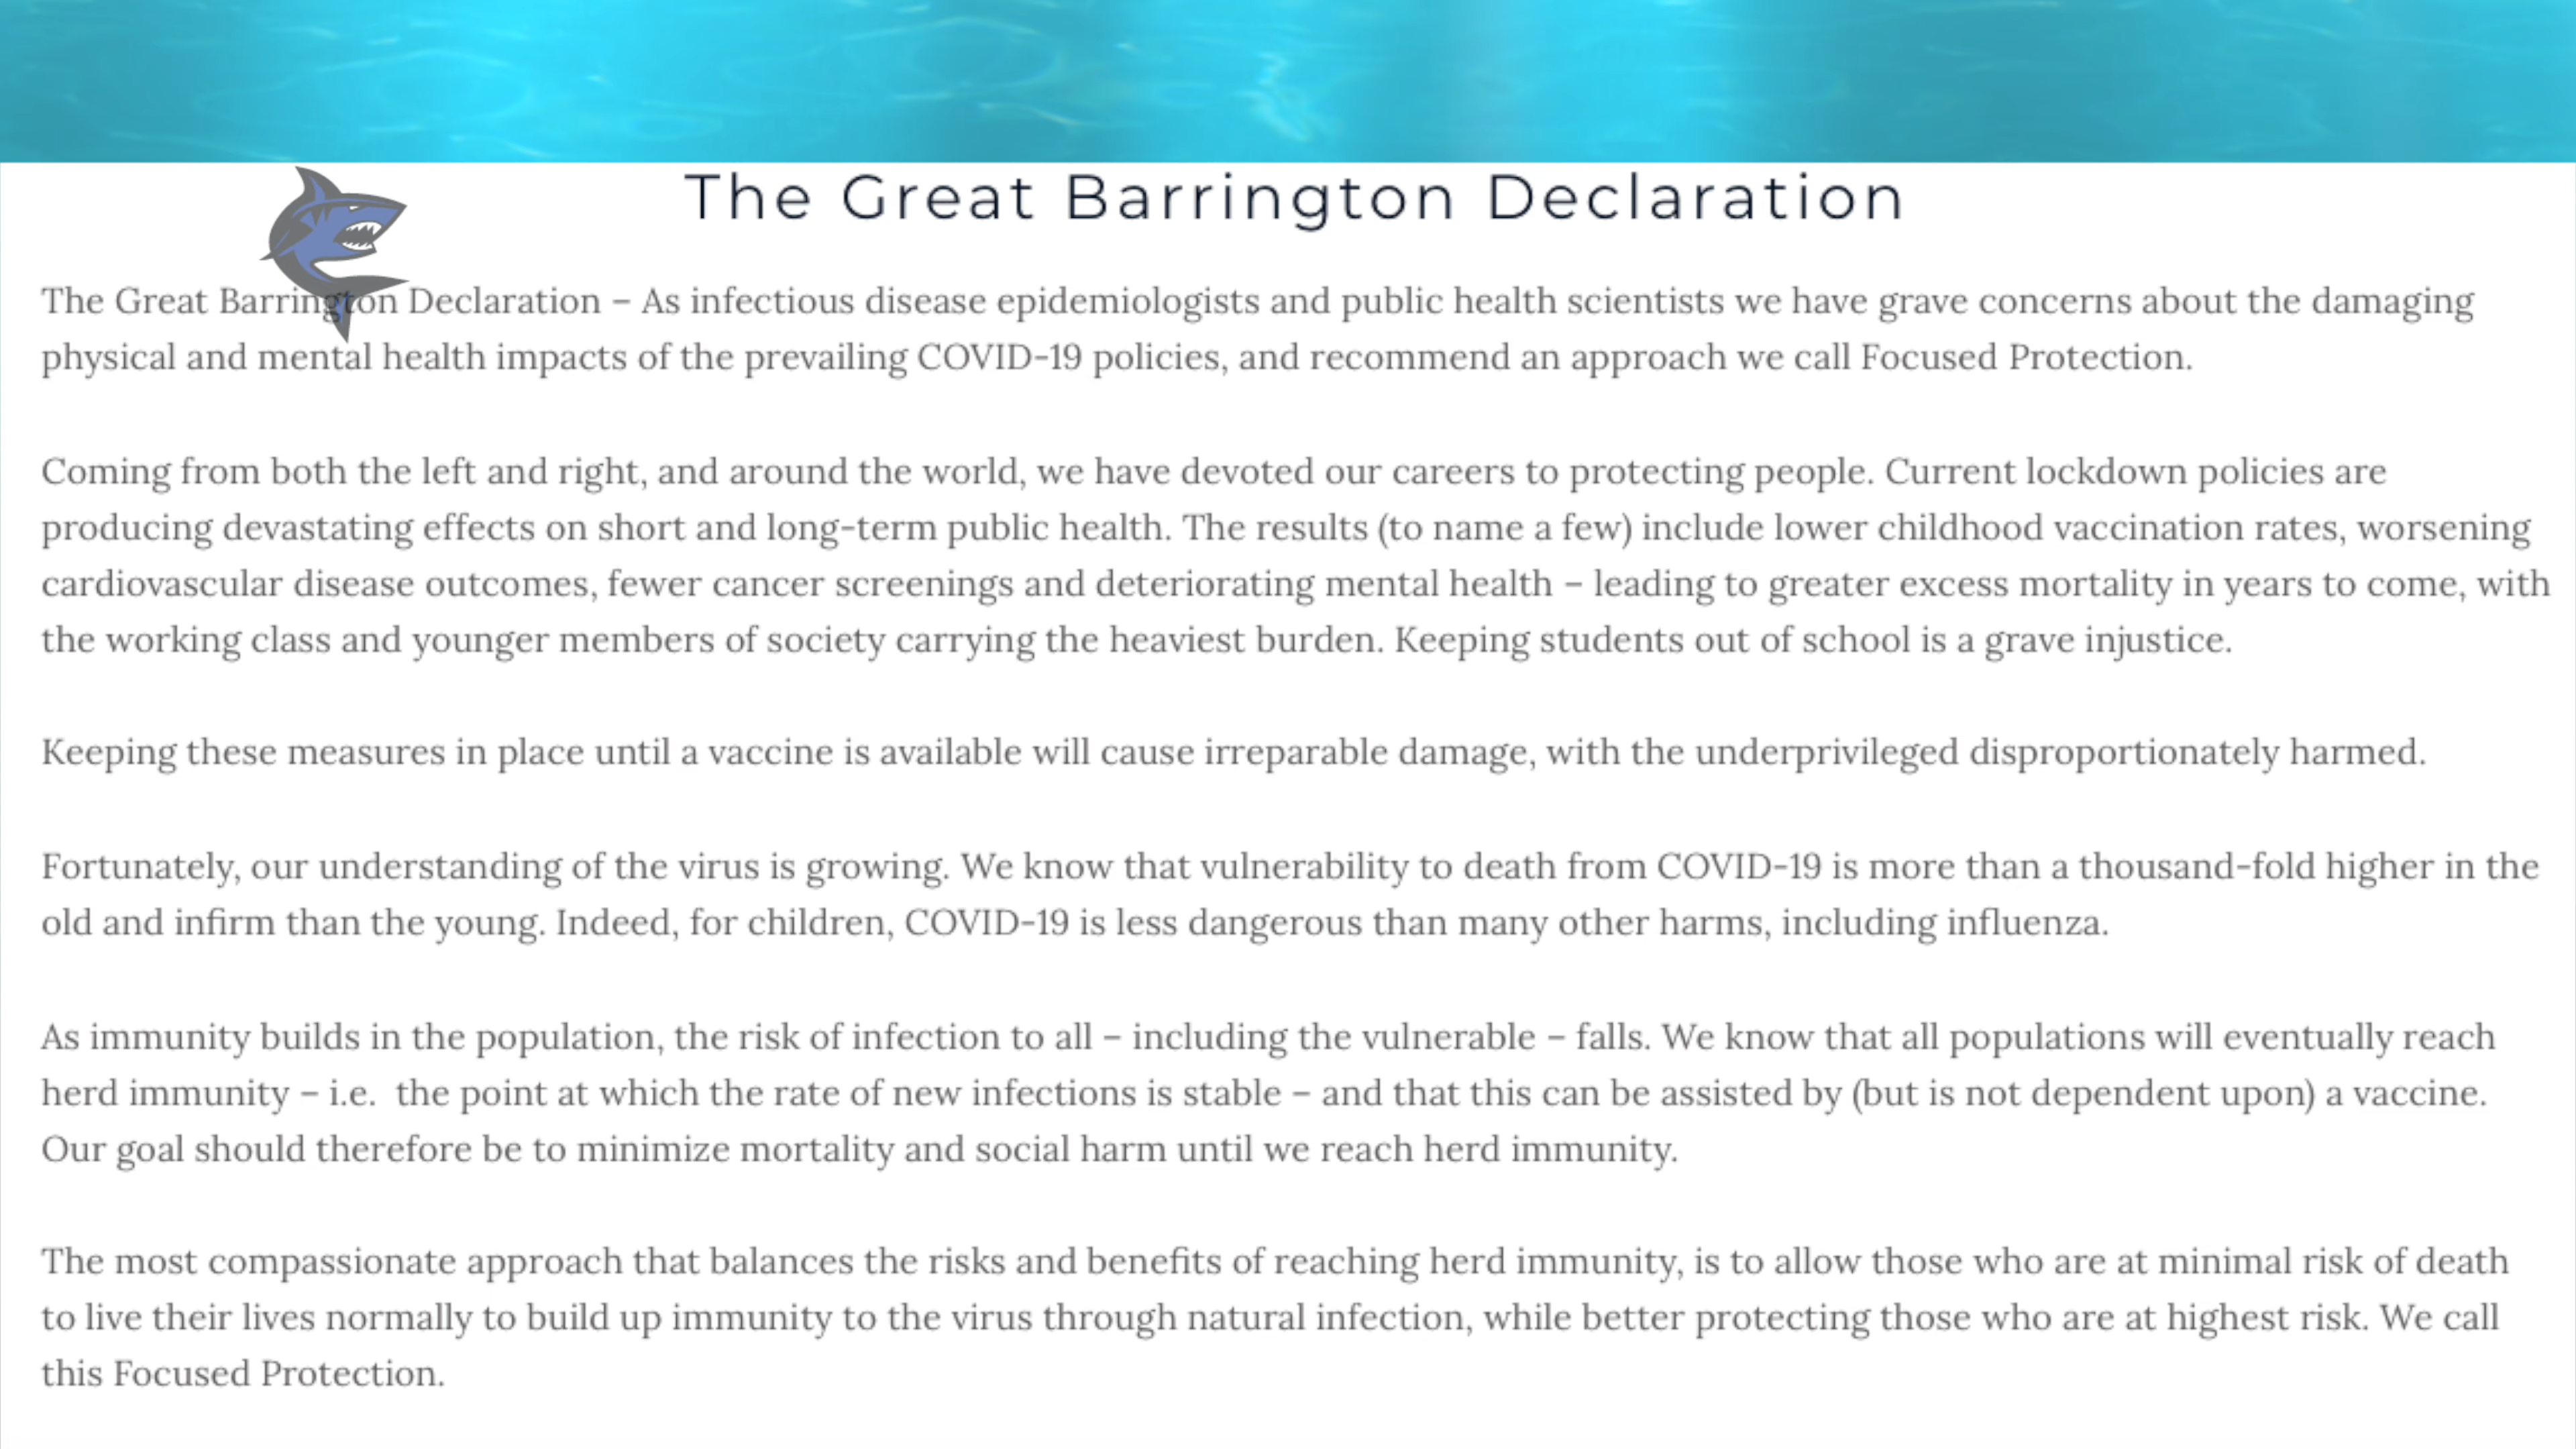 The Great Barrington Declaration
The Great Barrington Declaration – As infectious disease epidemiologists and public health scientists we have grave concerns about the damaging
physical and mental health impacts of the prevailing COVID-19 policies, and recommend an approach we call Focused Protection.
Coming from both the left and right, and around the world, we have devoted our careers to protecting people. Current lockdown policies are
producing devastating effects on short and long-term public health. The results (to name a few) include lower childhood vaccination rates, worsening
cardiovascular disease outcomes, fewer cancer screenings and deteriorating mental health – leading to greater excess mortality in years to come, with
the working class and younger members of society carrying the heaviest burden. Keeping students out of school is a grave injustice.
Keeping these measures in place until a vaccine is available will cause irreparable damage, with the underprivileged disproportionately harmed.
Fortunately, our understanding of the virus is growing. We know that vulnerability to death from COVID-19 is more than a thousand-fold higher in the
old and infirm than the young. Indeed, for children, COVID-19 is less dangerous than many other harms, including influenza.
As immunity builds in the population, the risk of infection to all – including the vulnerable – falls. We know that all populations will eventually reach
herd immunity – i.e.  the point at which the rate of new infections is stable – and that this can be assisted by (but is not dependent upon) a vaccine.
Our goal should therefore be to minimize mortality and social harm until we reach herd immunity.
The most compassionate approach that balances the risks and benefits of reaching herd immunity, is to allow those who are at minimal risk of death
to live their lives normally to build up immunity to the virus through natural infection, while better protecting those who are at highest risk. We call
this Focused Protection.